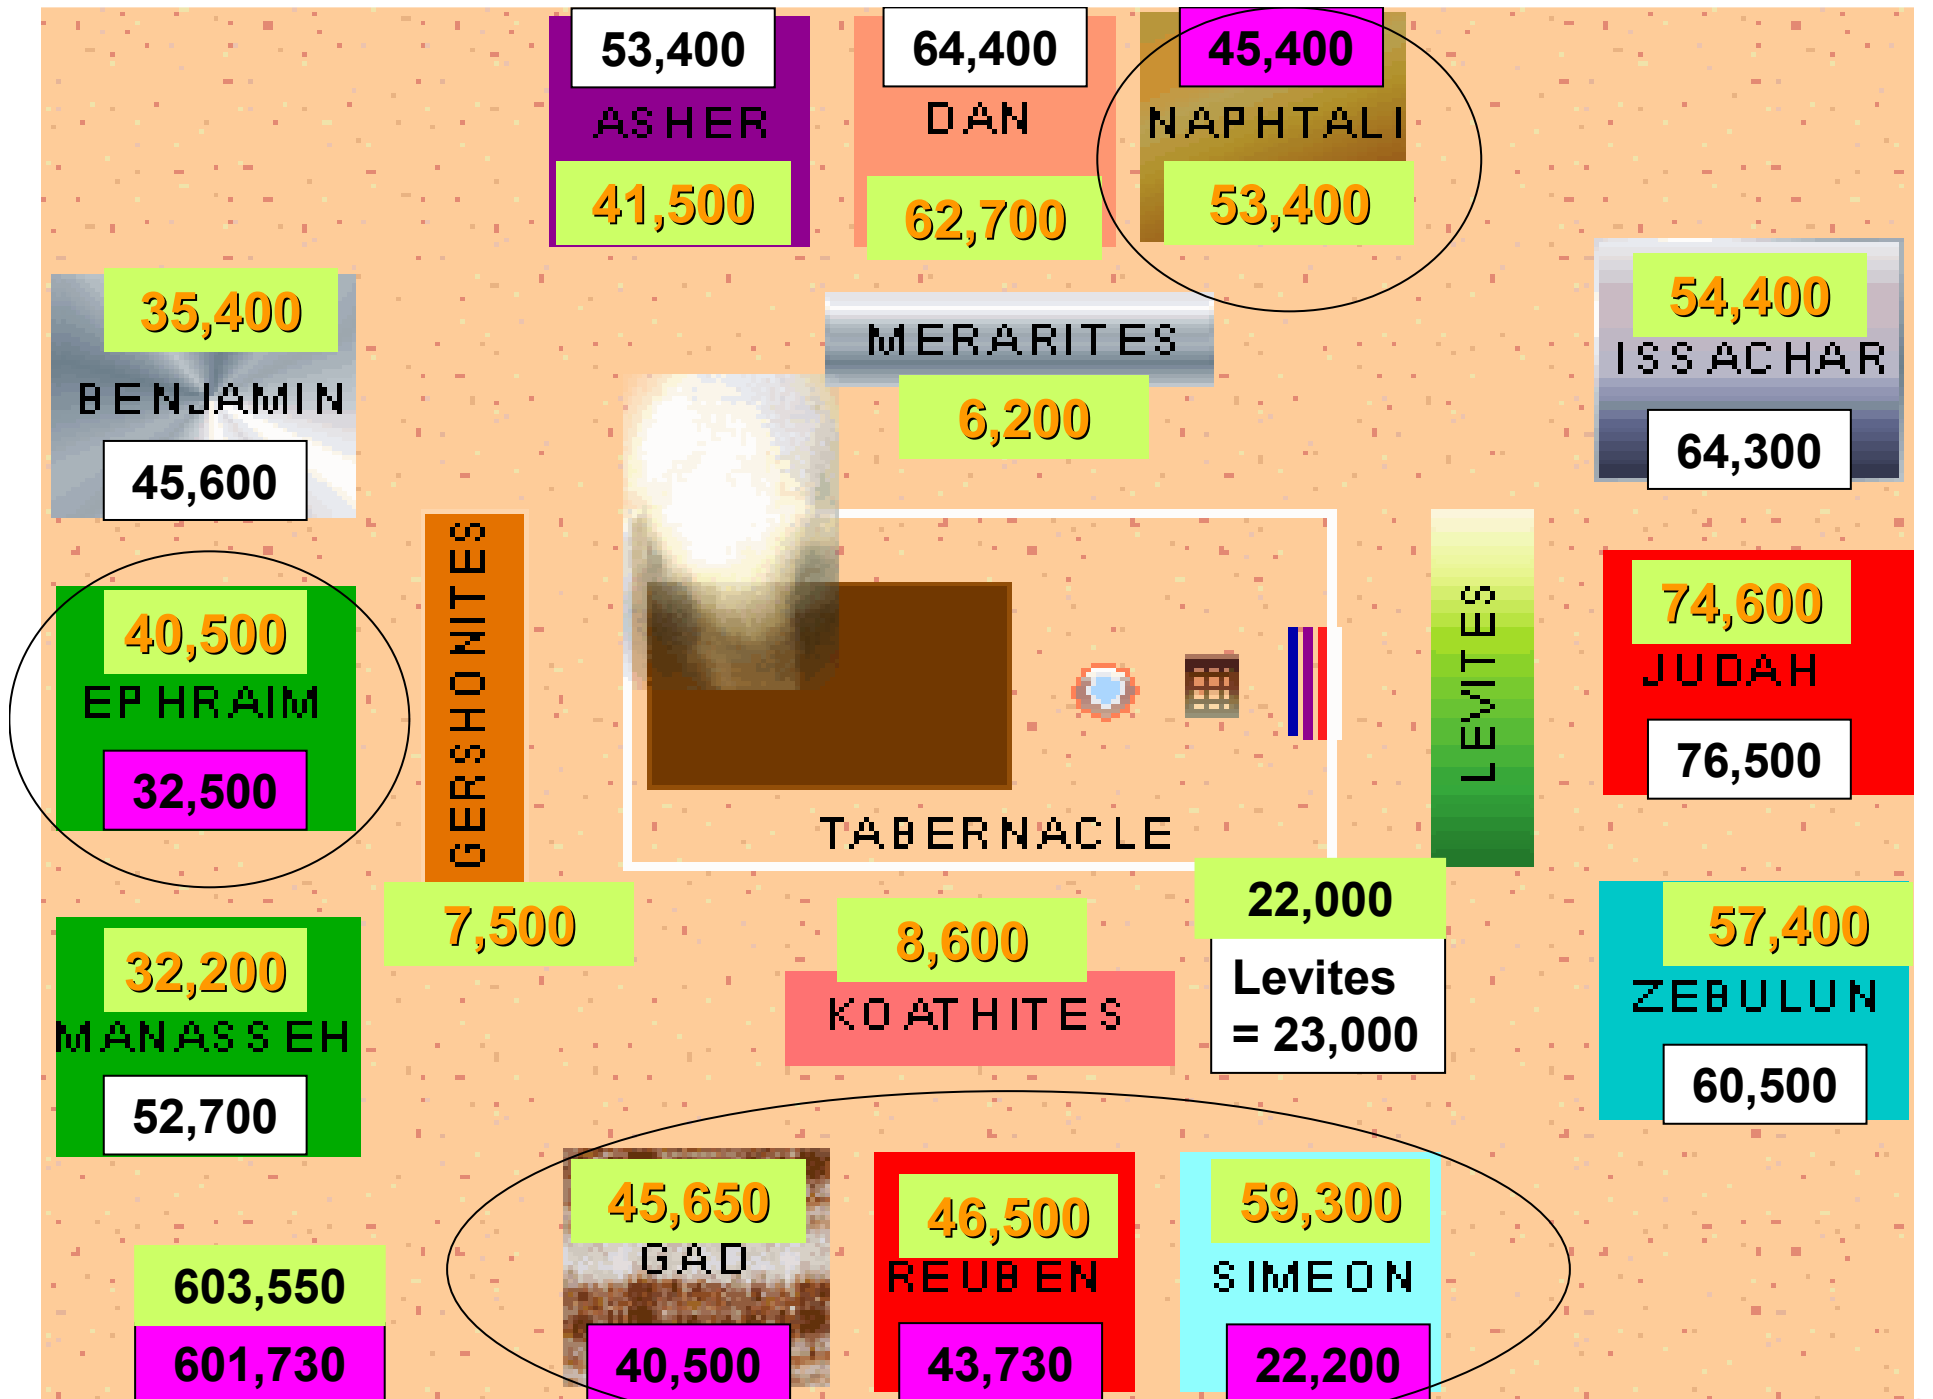 53,400
ASHER
41,500
64,400
DAN
62,700
45,400
NAPHTALI
53,400
35,400
BENJAMIN
45,600
MERARITES
6,200
54,400
ISSACHAR
64,300
40,500
EPHRAIM
32,500
GERSHONITES
7,500
TABERNACLE
LEVITES
74,600
JUDAH
76,500
32,200
MANASSEH
52,700
8,600
KOATHITES
22,000
Levites
= 23,000
57,400
ZEBULUN
60,500
603,550
601,730
45,650
GAD
40,500
46,500
REUBEN
43,730
59,300
SIMEON
22,200